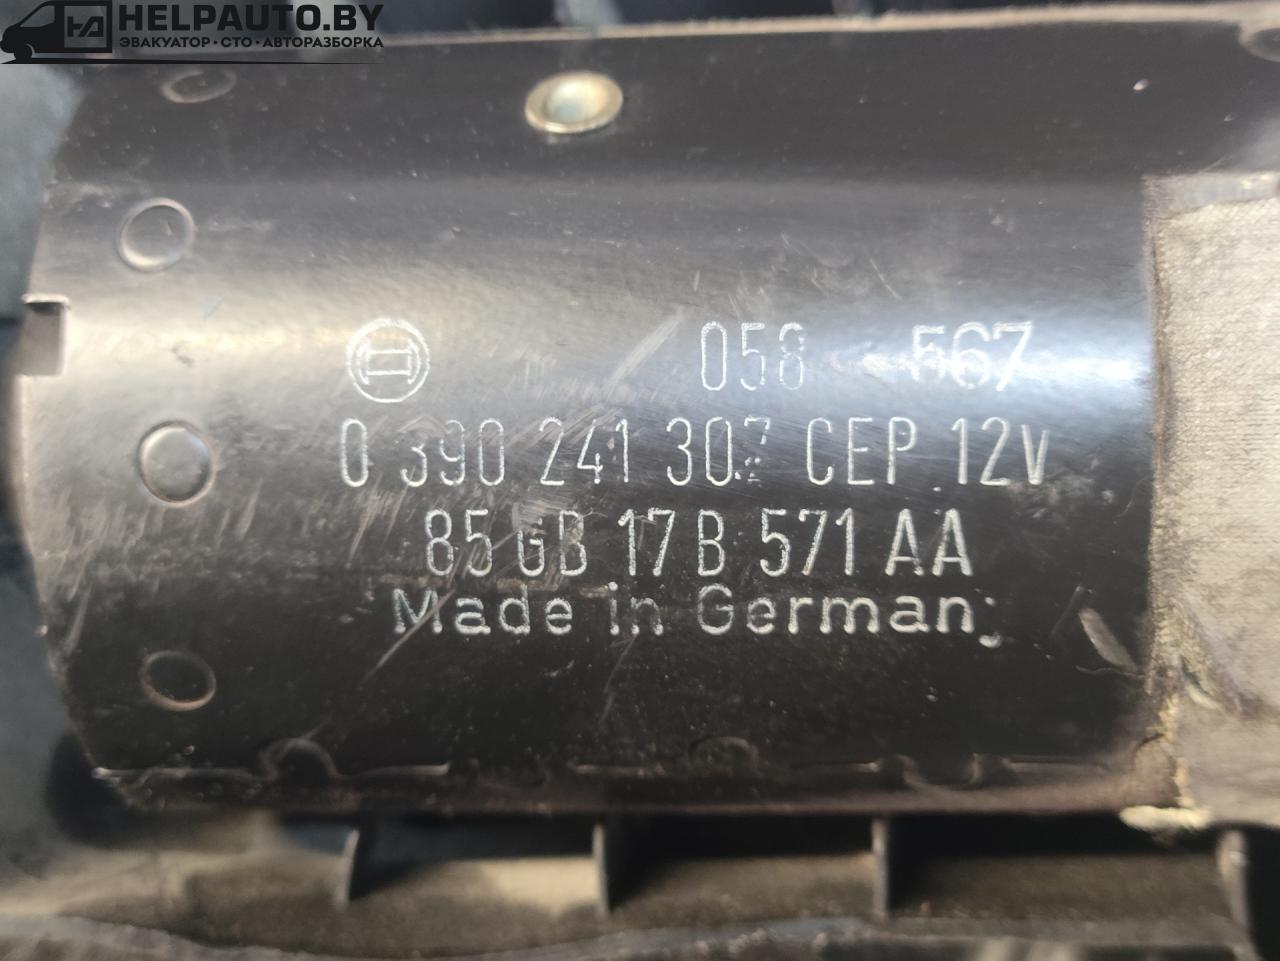 HELPAUTO.BY
ЭВАКУАТОР • СТО • АВТОРАЗБОРКА
058 567
0 390 241 307 CEP 12V
85 GB 17 B 571 AA
Made in Germany